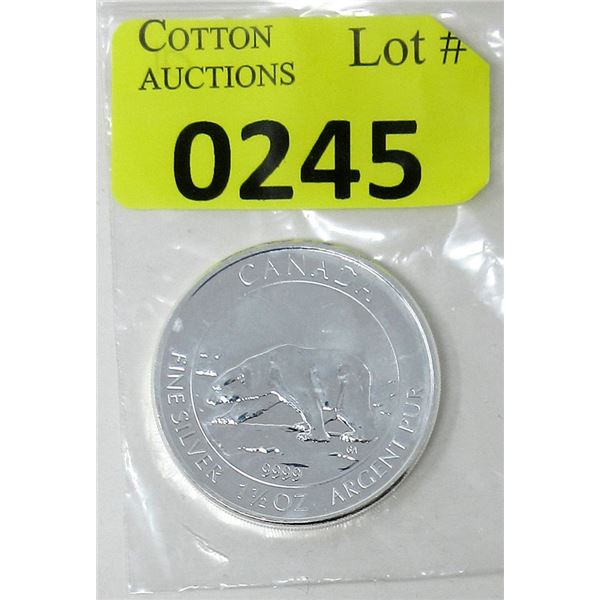 COTTON
AUCTIONS
Lot #
0245
CANADA
FINE SILVER
9999
1 1/2 OZ
ARGENT PUR